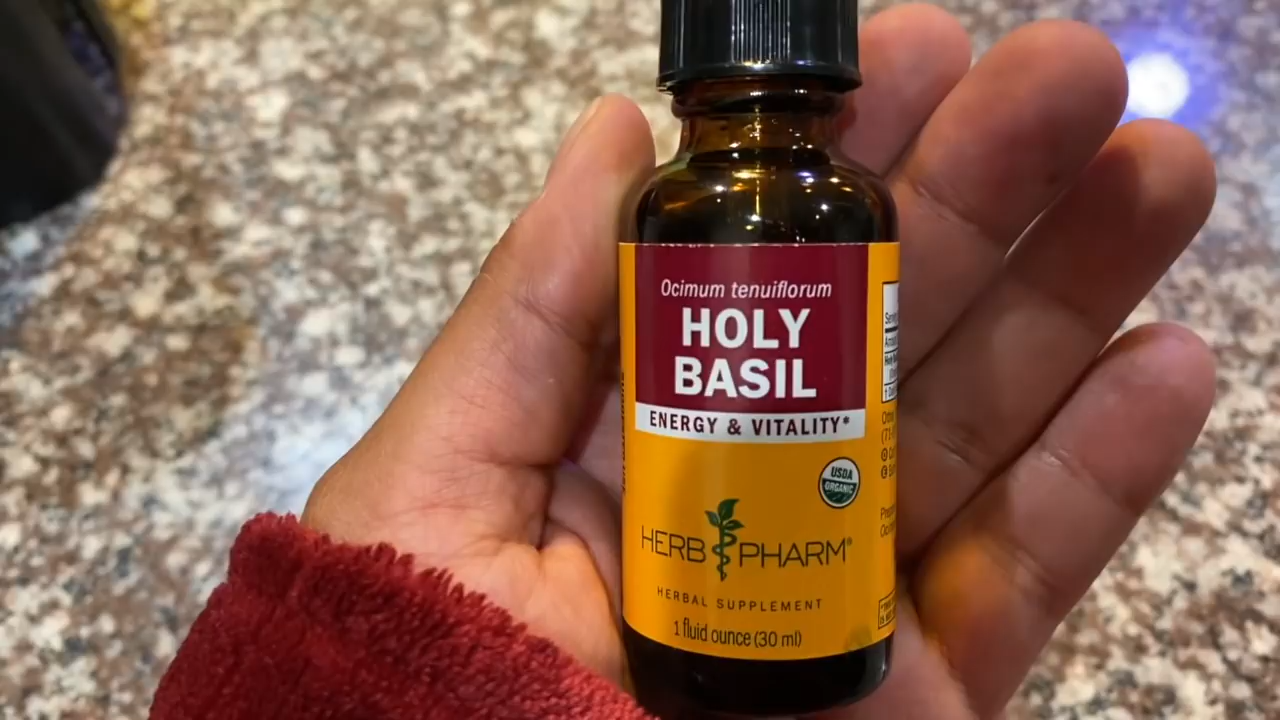 Ocimum tenuiflorum
HOLY
BASIL
ENERGY & VITALITY*
USDA
ORGANIC
HERB PHARM®
HERBAL SUPPLEMENT
1 fluid ounce (30 ml)